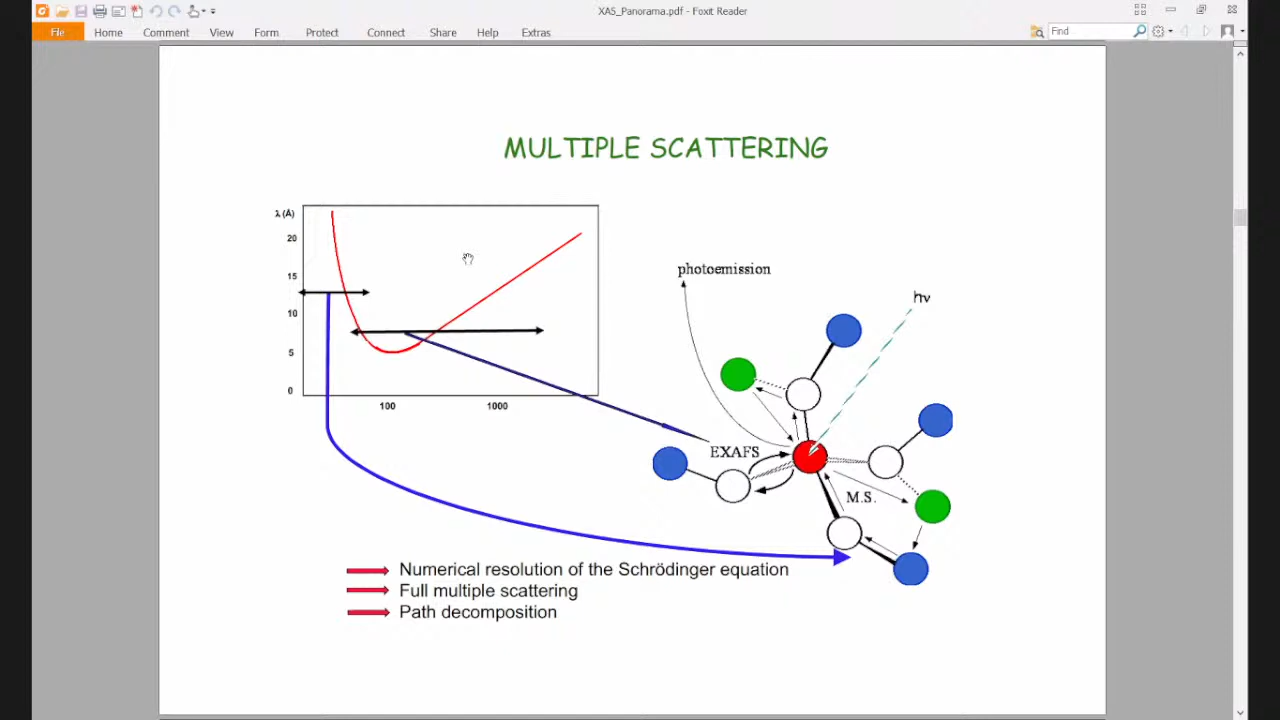 XAS_Panorama.pdf - Foxit Reader
File Home Comment View Form Protect Connect Share Help Extras Find
MULTIPLE SCATTERING
λ (Å)
20
15
10
5
0
100 1000
photoemission
hν
EXAFS
M.S.
Numerical resolution of the Schrödinger equation
Full multiple scattering
Path decomposition